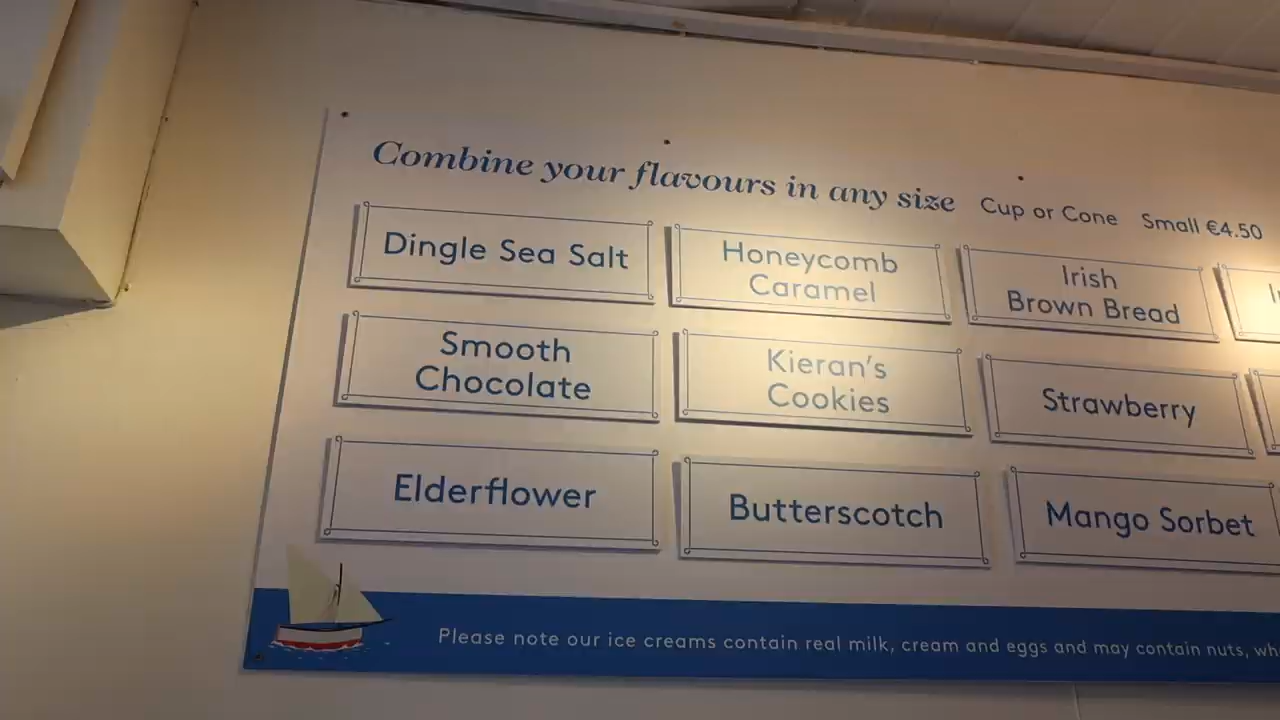 Combine your flavours in any size Cup or Cone Small €4.50
Dingle Sea Salt
Honeycomb
Caramel
Irish
Brown Bread
Smooth
Chocolate
Kieran's
Cookies
Strawberry
Elderflower
Butterscotch
Mango Sorbet
Please note our ice creams contain real milk, cream and eggs and may contain nuts,